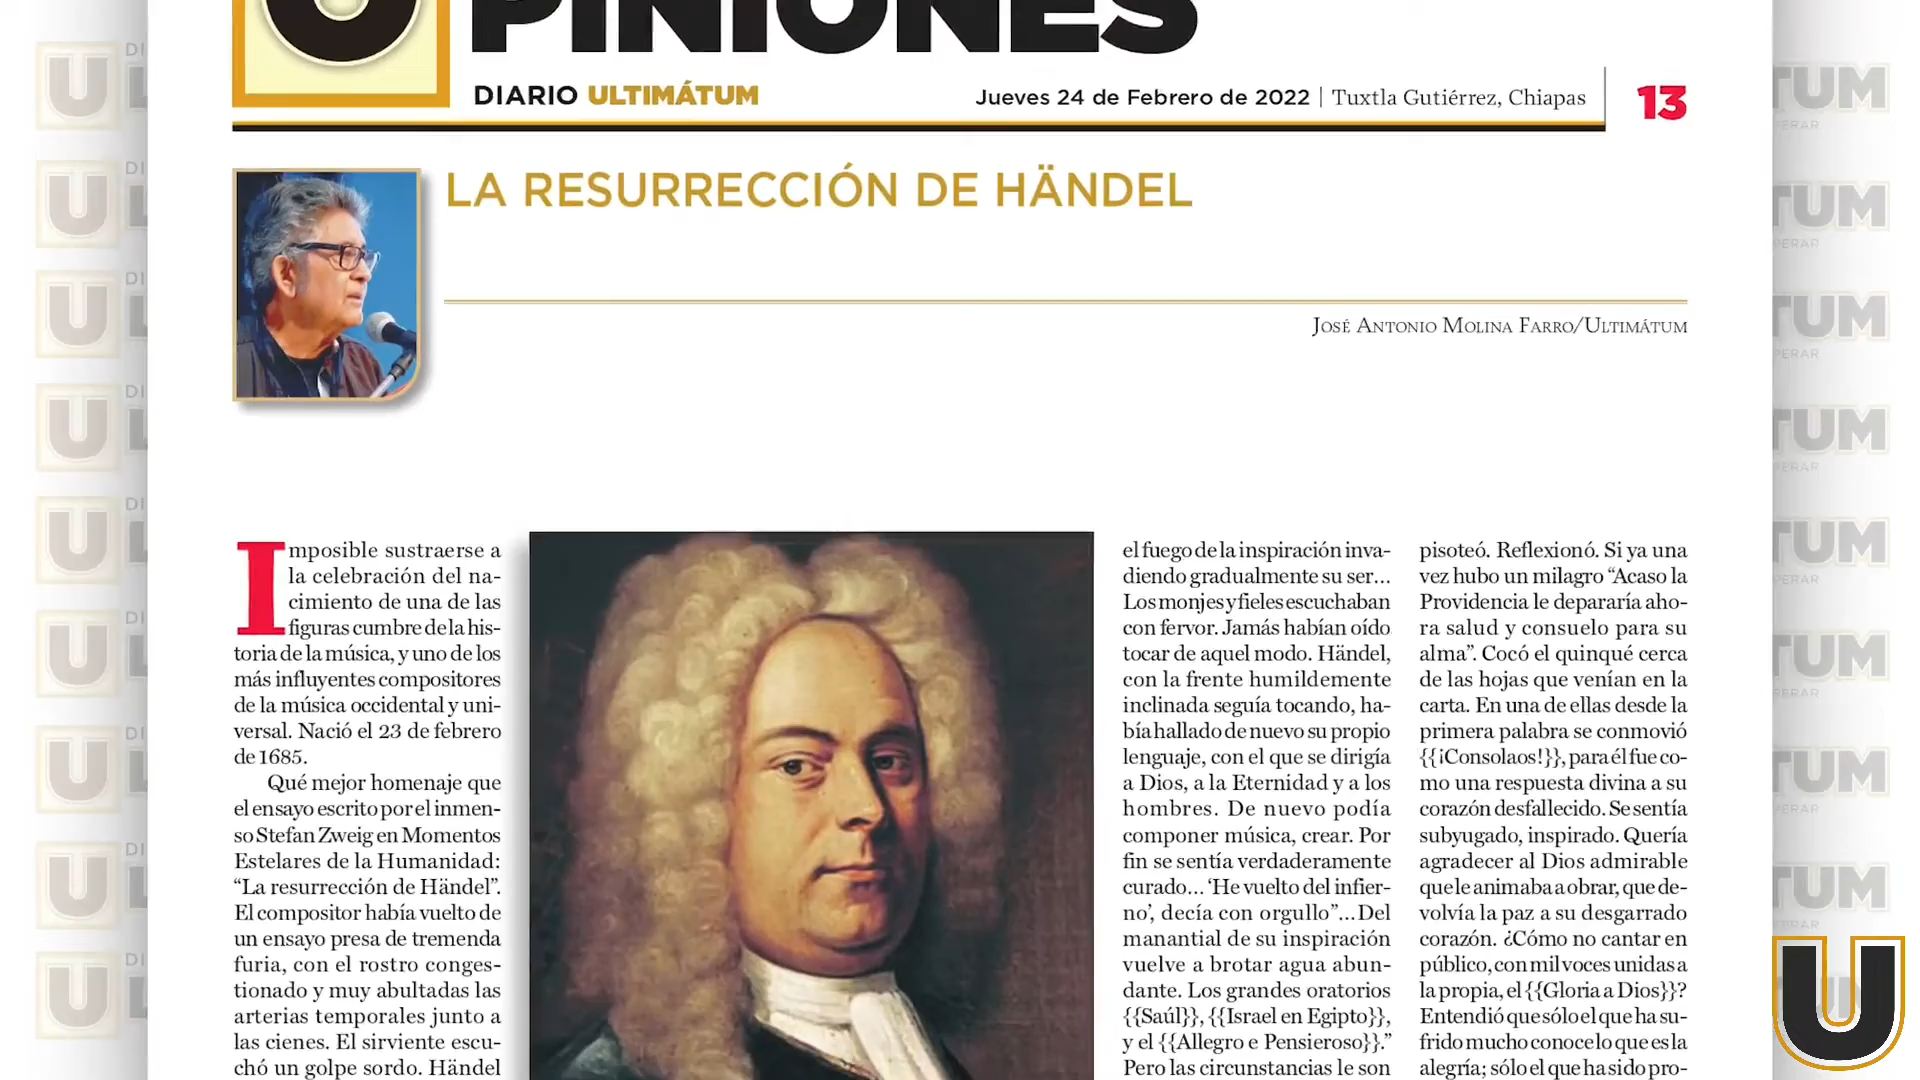 OPINIONES
DIARIO ULTIMÁTUM
Jueves 24 de Febrero de 2022 | Tuxtla Gutiérrez, Chiapas
13
LA RESURRECCIÓN DE HÄNDEL
José Antonio Molina Farro/Ultimátum
Imposible sustraerse a
la celebración del na-
cimiento de una de las
figuras cumbre de la his-
toria de la música, y uno de los
más influyentes compositores
de la música occidental y uni-
versal. Nació el 23 de febrero
de 1685.
Qué mejor homenaje que
el ensayo escrito por el inmen-
so Stefan Zweig en Momentos
Estelares de la Humanidad:
“La resurrección de Händel”.
El compositor había vuelto de
un ensayo presa de tremenda
furia, con el rostro conges-
tionado y muy abultadas las
arterias temporales junto a
las cienes. El sirviente escu-
chó un golpe sordo. Händel
el fuego de la inspiración inva-
diendo gradualmente su ser...
Los monjes y fieles escuchaban
con fervor. Jamás habían oído
tocar de aquel modo. Händel,
con la frente humildemente
inclinada seguía tocando, ha-
bía hallado de nuevo su propio
lenguaje, con el que se dirigía
a Dios, a la Eternidad y a los
hombres. De nuevo podía
componer música, crear. Por
fin se sentía verdaderamente
curado... ‘He vuelto del infier-
no’, decía con orgullo”...Del
manantial de su inspiración
vuelve a brotar agua abun-
dante. Los grandes oratorios
{{Saúl}}, {{Israel en Egipto}},
y el {{Allegro e Pensieroso}}.”
Pero las circunstancias le son
pisoteó. Reflexionó. Si ya una
vez hubo un milagro “Acaso la
Providencia le depararía aho-
ra salud y consuelo para su
alma”. Cocó el quinqué cerca
de las hojas que venían en la
carta. En una de ellas desde la
primera palabra se conmovió
{{¡Consolaos!}}, para él fue co-
mo una respuesta divina a su
corazón desfallecido. Se sentía
subyugado, inspirado. Quería
agradecer al Dios admirable
que le animaba a obrar, que de-
volvía la paz a su desgarrado
corazón. ¿Cómo no cantar en
público, con mil voces unidas a
la propia, el {{Gloria a Dios}}?
Entendió que sólo el que ha su-
frido mucho conoce lo que es la
alegría; sólo el que ha sido pro-
U